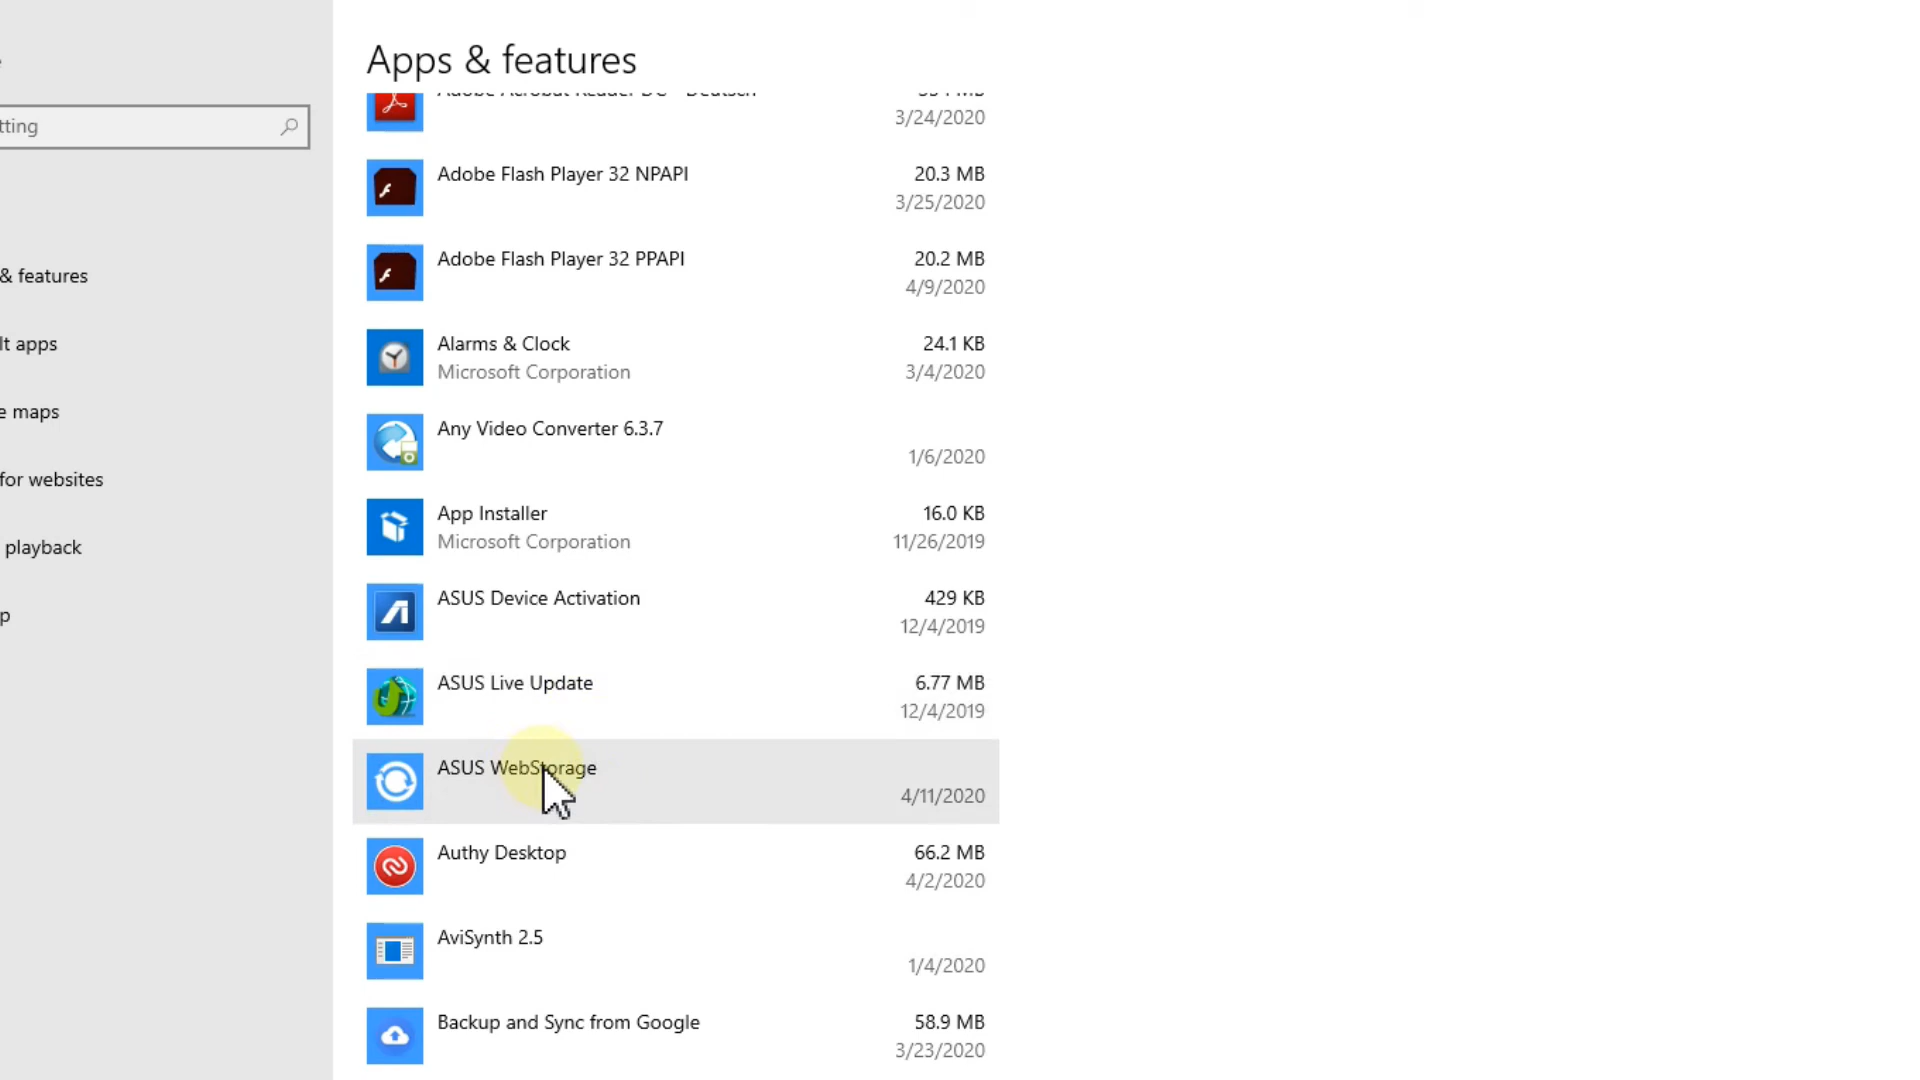 Apps & features
tting
& features
lt apps
e maps
for websites
playback
p
Adobe Acrobat Reader DC - Deutsch
3/24/2020
Adobe Flash Player 32 NPAPI
20.3 MB
3/25/2020
Adobe Flash Player 32 PPAPI
20.2 MB
4/9/2020
Alarms & Clock
24.1 KB
Microsoft Corporation
3/4/2020
Any Video Converter 6.3.7
1/6/2020
App Installer
16.0 KB
Microsoft Corporation
11/26/2019
ASUS Device Activation
429 KB
12/4/2019
ASUS Live Update
6.77 MB
12/4/2019
ASUS WebStorage
4/11/2020
Authy Desktop
66.2 MB
4/2/2020
AviSynth 2.5
1/4/2020
Backup and Sync from Google
58.9 MB
3/23/2020